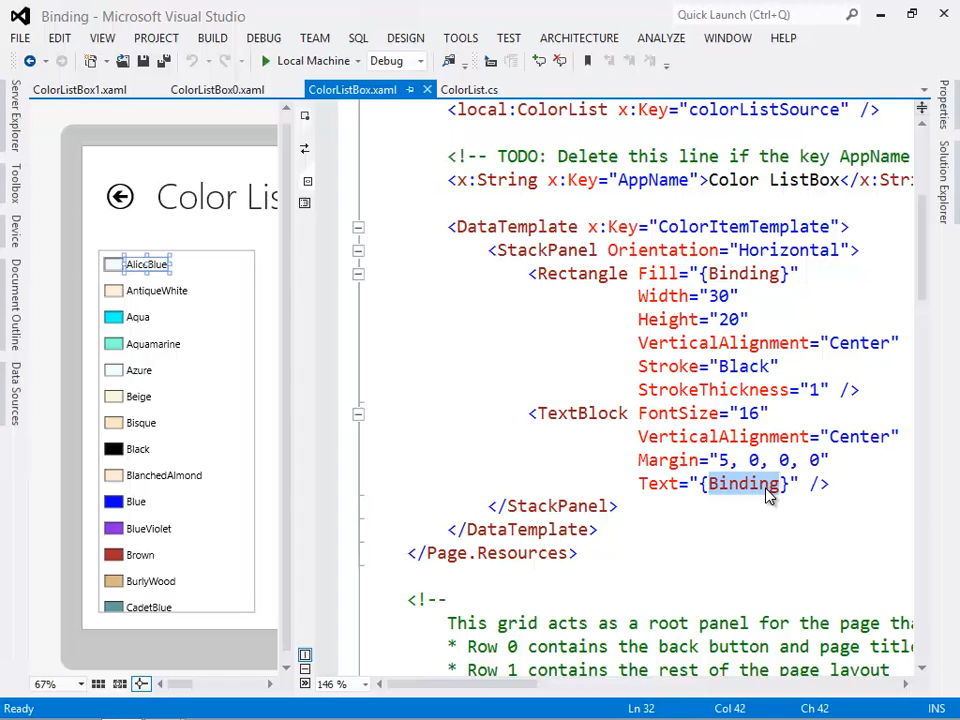 Binding - Microsoft Visual Studio
Quick Launch (Ctrl+Q)
FILE EDIT VIEW PROJECT BUILD DEBUG TEAM SQL DESIGN TOOLS TEST ARCHITECTURE ANALYZE WINDOW HELP
Local Machine Debug
ColorListBox1.xaml ColorListBox0.xaml ColorListBox.xaml ColorList.cs
Server Explorer
Toolbox
Device
Document Outline
Data Sources
Color Lis
AliceBlue
AntiqueWhite
Aqua
Aquamarine
Azure
Beige
Bisque
Black
BlanchedAlmond
Blue
BlueViolet
Brown
BurlyWood
CadetBlue
67%
<local:ColorList x:Key="colorListSource" />
<!-- TODO: Delete this line if the key AppName
<x:String x:Key="AppName">Color ListBox</x:Stri
<DataTemplate x:Key="ColorItemTemplate">
<StackPanel Orientation="Horizontal">
<Rectangle Fill="{Binding}"
Width="30"
Height="20"
VerticalAlignment="Center"
Stroke="Black"
StrokeThickness="1" />
<TextBlock FontSize="16"
VerticalAlignment="Center"
Margin="5, 0, 0, 0"
Text="{Binding}" />
</StackPanel>
</DataTemplate>
</Page.Resources>
<!--
This grid acts as a root panel for the page tha
* Row 0 contains the back button and page titl
* Row 1 contains the rest of the page layout
146 %
Properties
Solution Explorer
Ready Ln 32 Col 42 Ch 42 INS